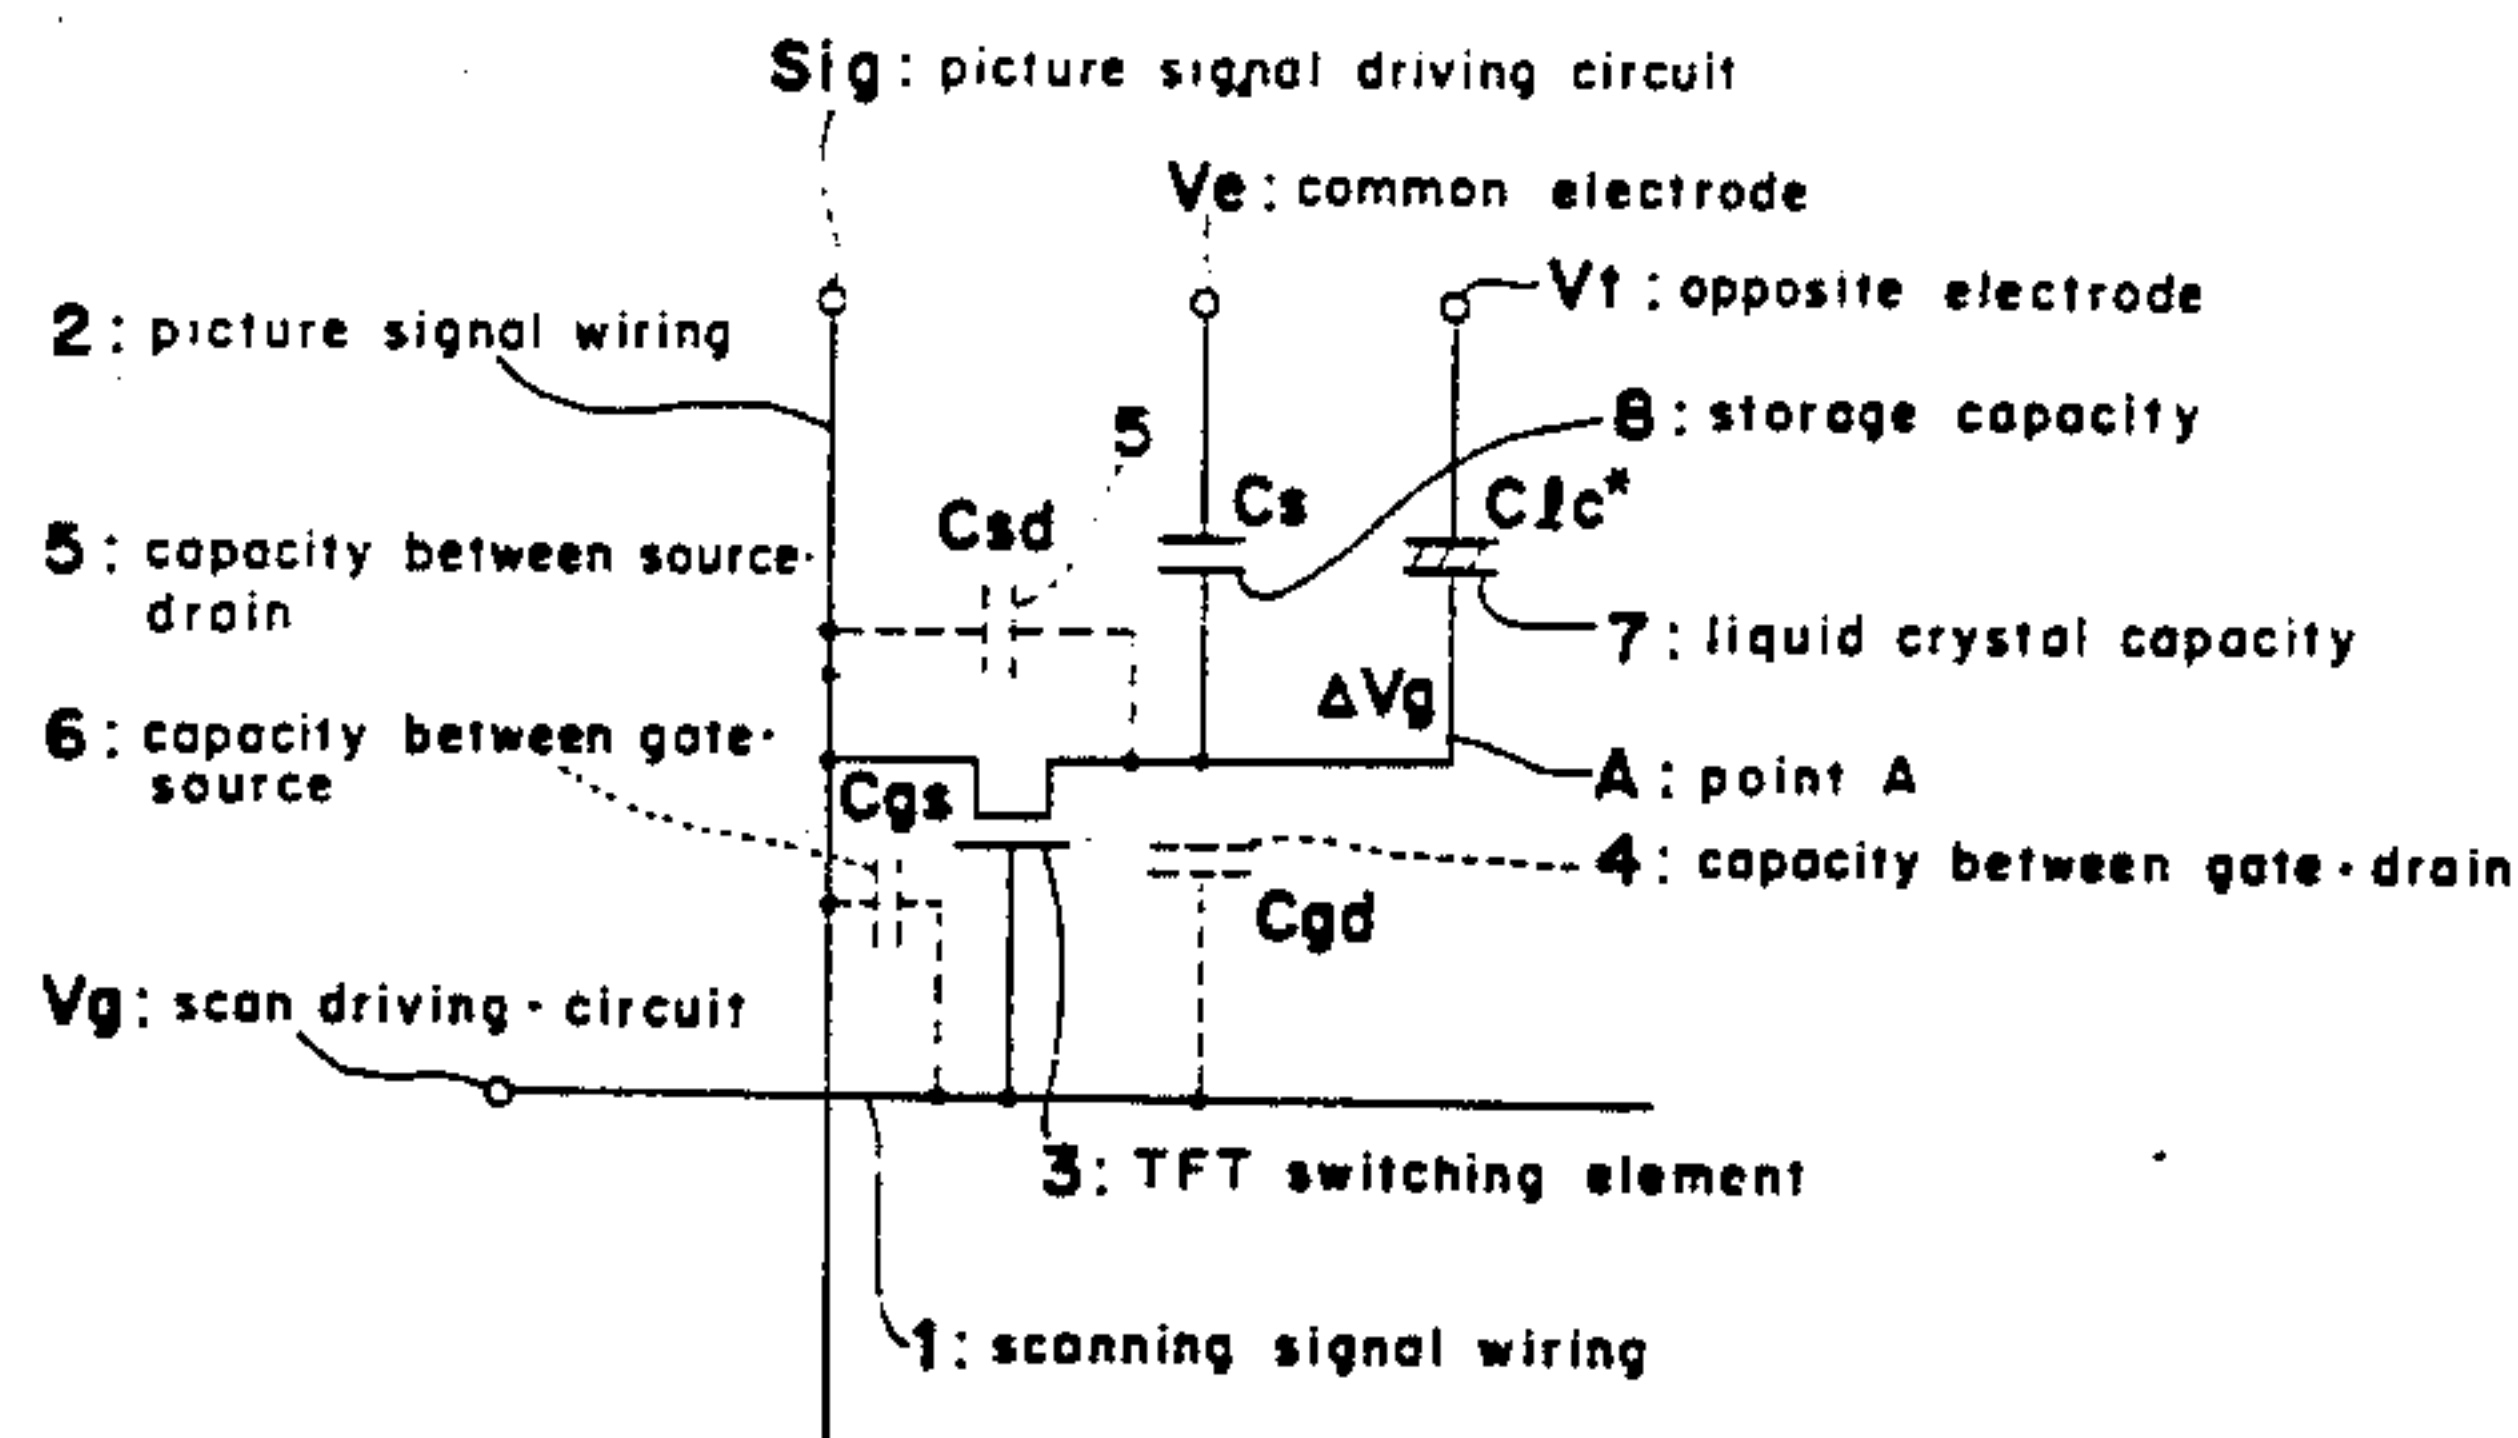 Sig: picture signal driving circuit
Ve: common electrode
Vt: opposite electrode
2: picture signal wiring
8: storage capacity
5
Cs
Clc*
Csd
5: capacity between source·
drain
7: liquid crystal capacity
ΔVg
6: capacity between gate·
source
A: point A
Cgs
4: capacity between gate·drain
Cgd
Vg: scan driving·circuit
3: TFT switching element
1: scanning signal wiring